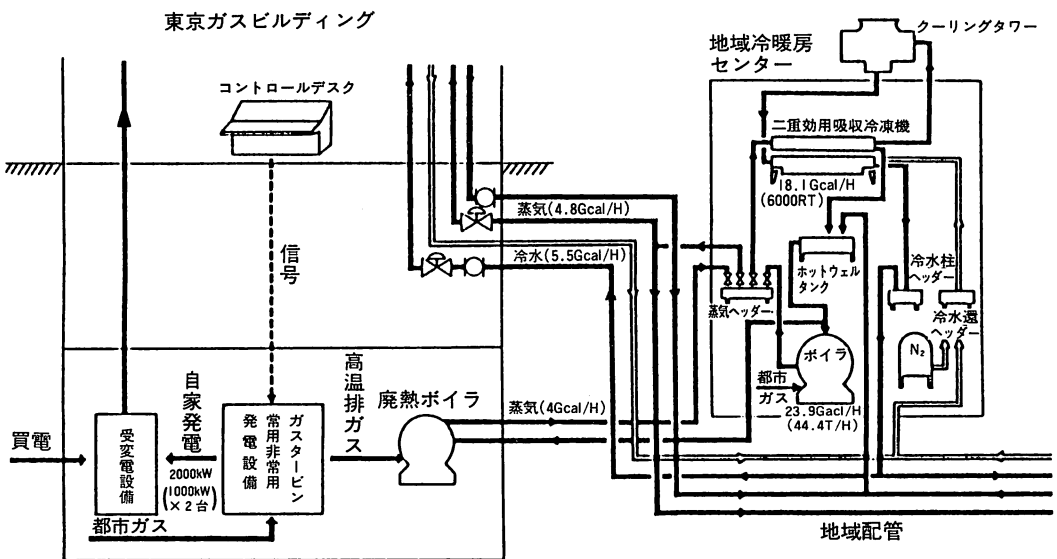 東京ガスビルディング
コントロールデスク
信号
蒸気(4.8Gcal/H)
冷水(5.5Gcal/H)
買電
受変電設備
自家発電
2000kW
(1000kW
×2台)
都市ガス
ガスタービン
常用非常用
発電設備
高温排ガス
廃熱ボイラ
蒸気(4Gcal/H)
地域冷暖房
センター
クーリングタワー
二重効用吸収冷凍機
18.1Gcal/H
(6000RT)
ホットウェル
タンク
蒸気ヘッダー
冷水柱
ヘッダー
冷水還
ヘッダー
N₂
ボイラ
都市
ガス
23.9Gacl/H
(44.4T/H)
地域配管